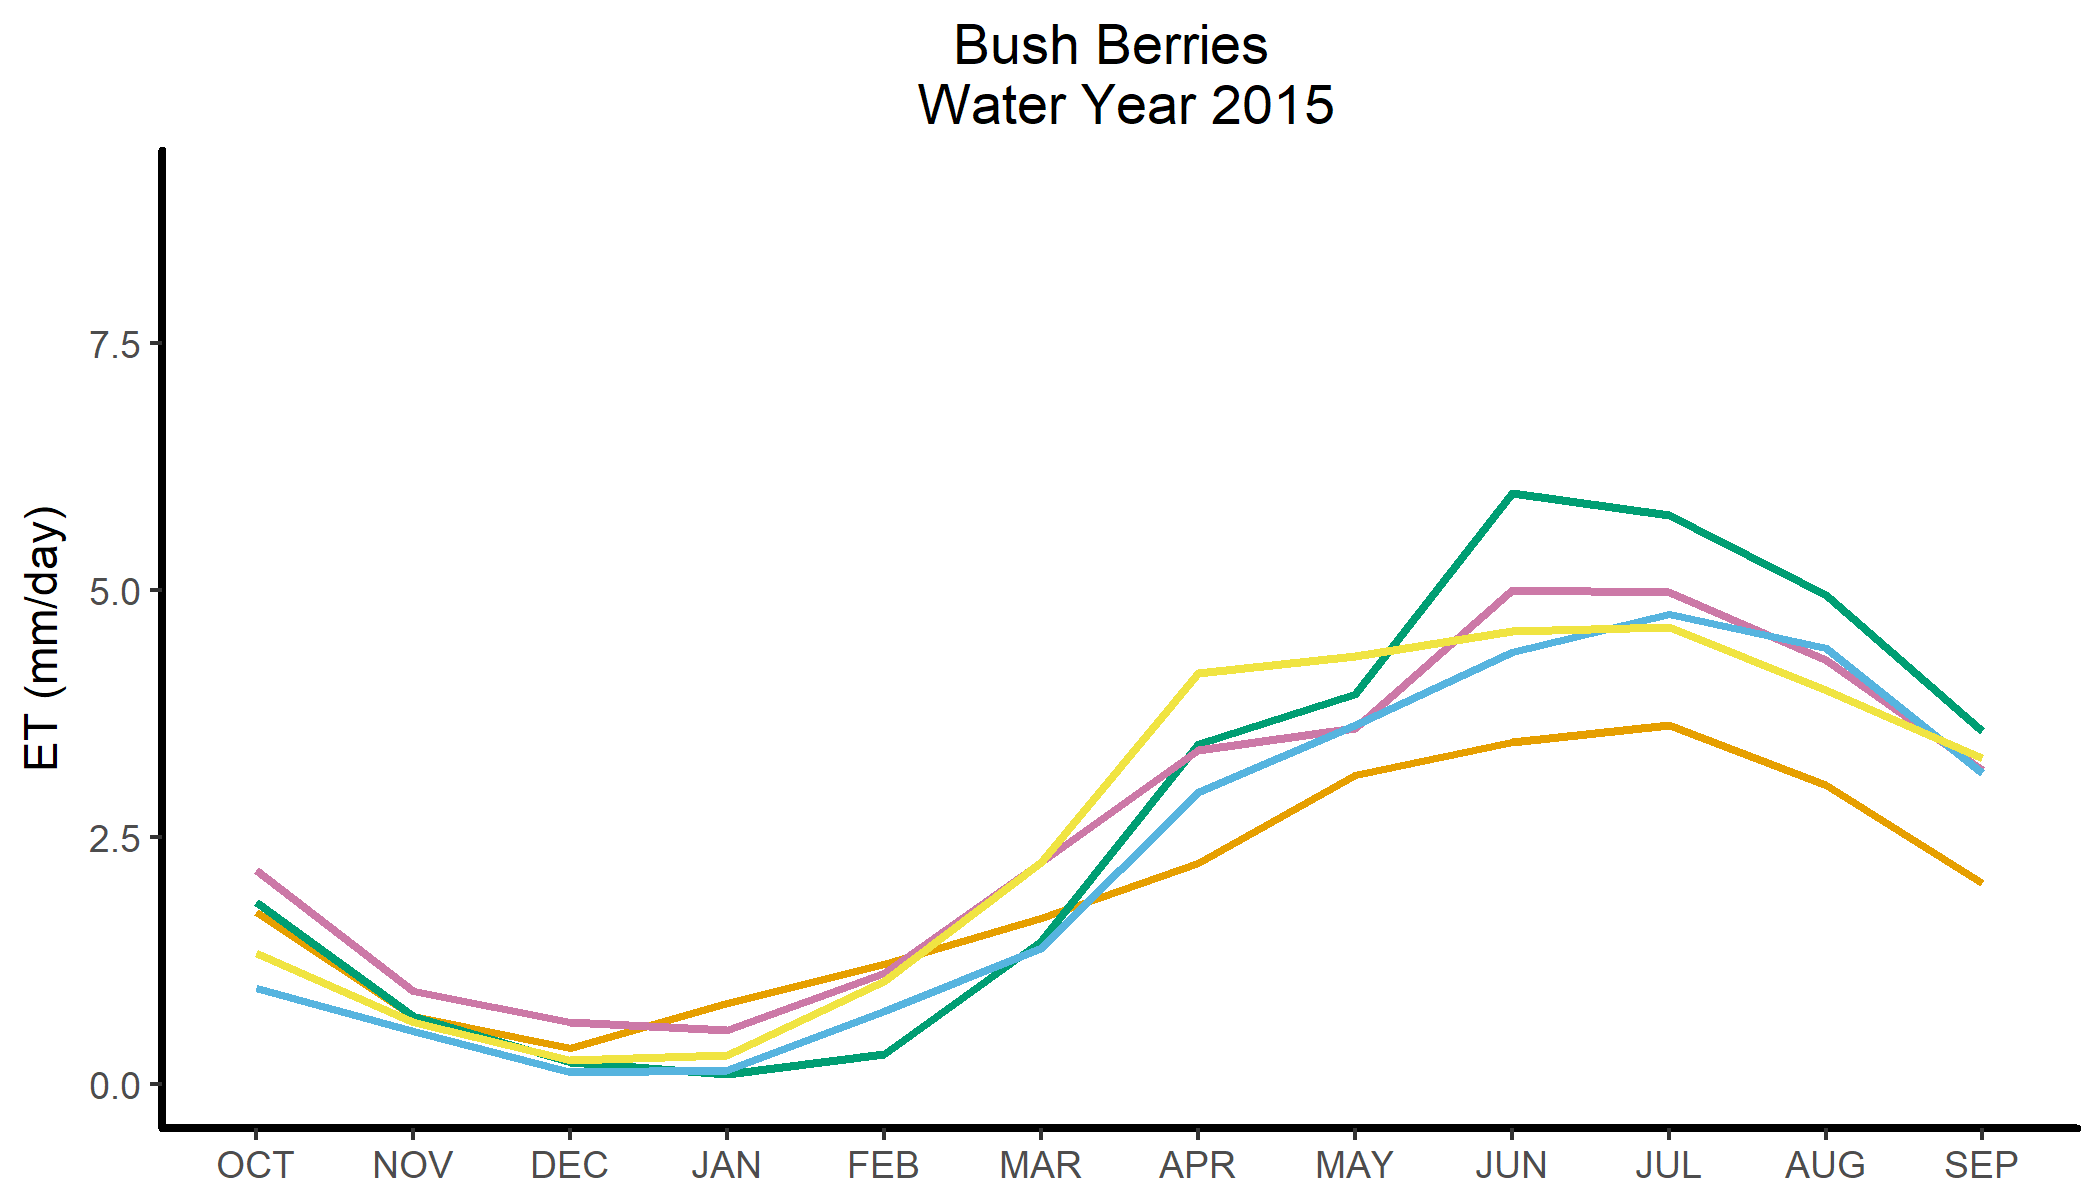 Bush Berries
Water Year 2015
ET (mm/day)
7.5
5.0
2.5
0.0
OCT NOV DEC JAN FEB MAR APR MAY JUN JUL AUG SEP